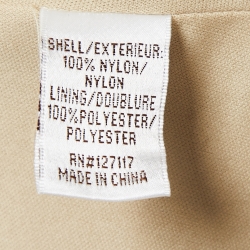 SHELL/EXTERIEUR:
100% NYLON/
NYLON
LINING/DOUBLURE
100%POLYESTER/
POLYESTER
RN#127117
MADE IN CHINA